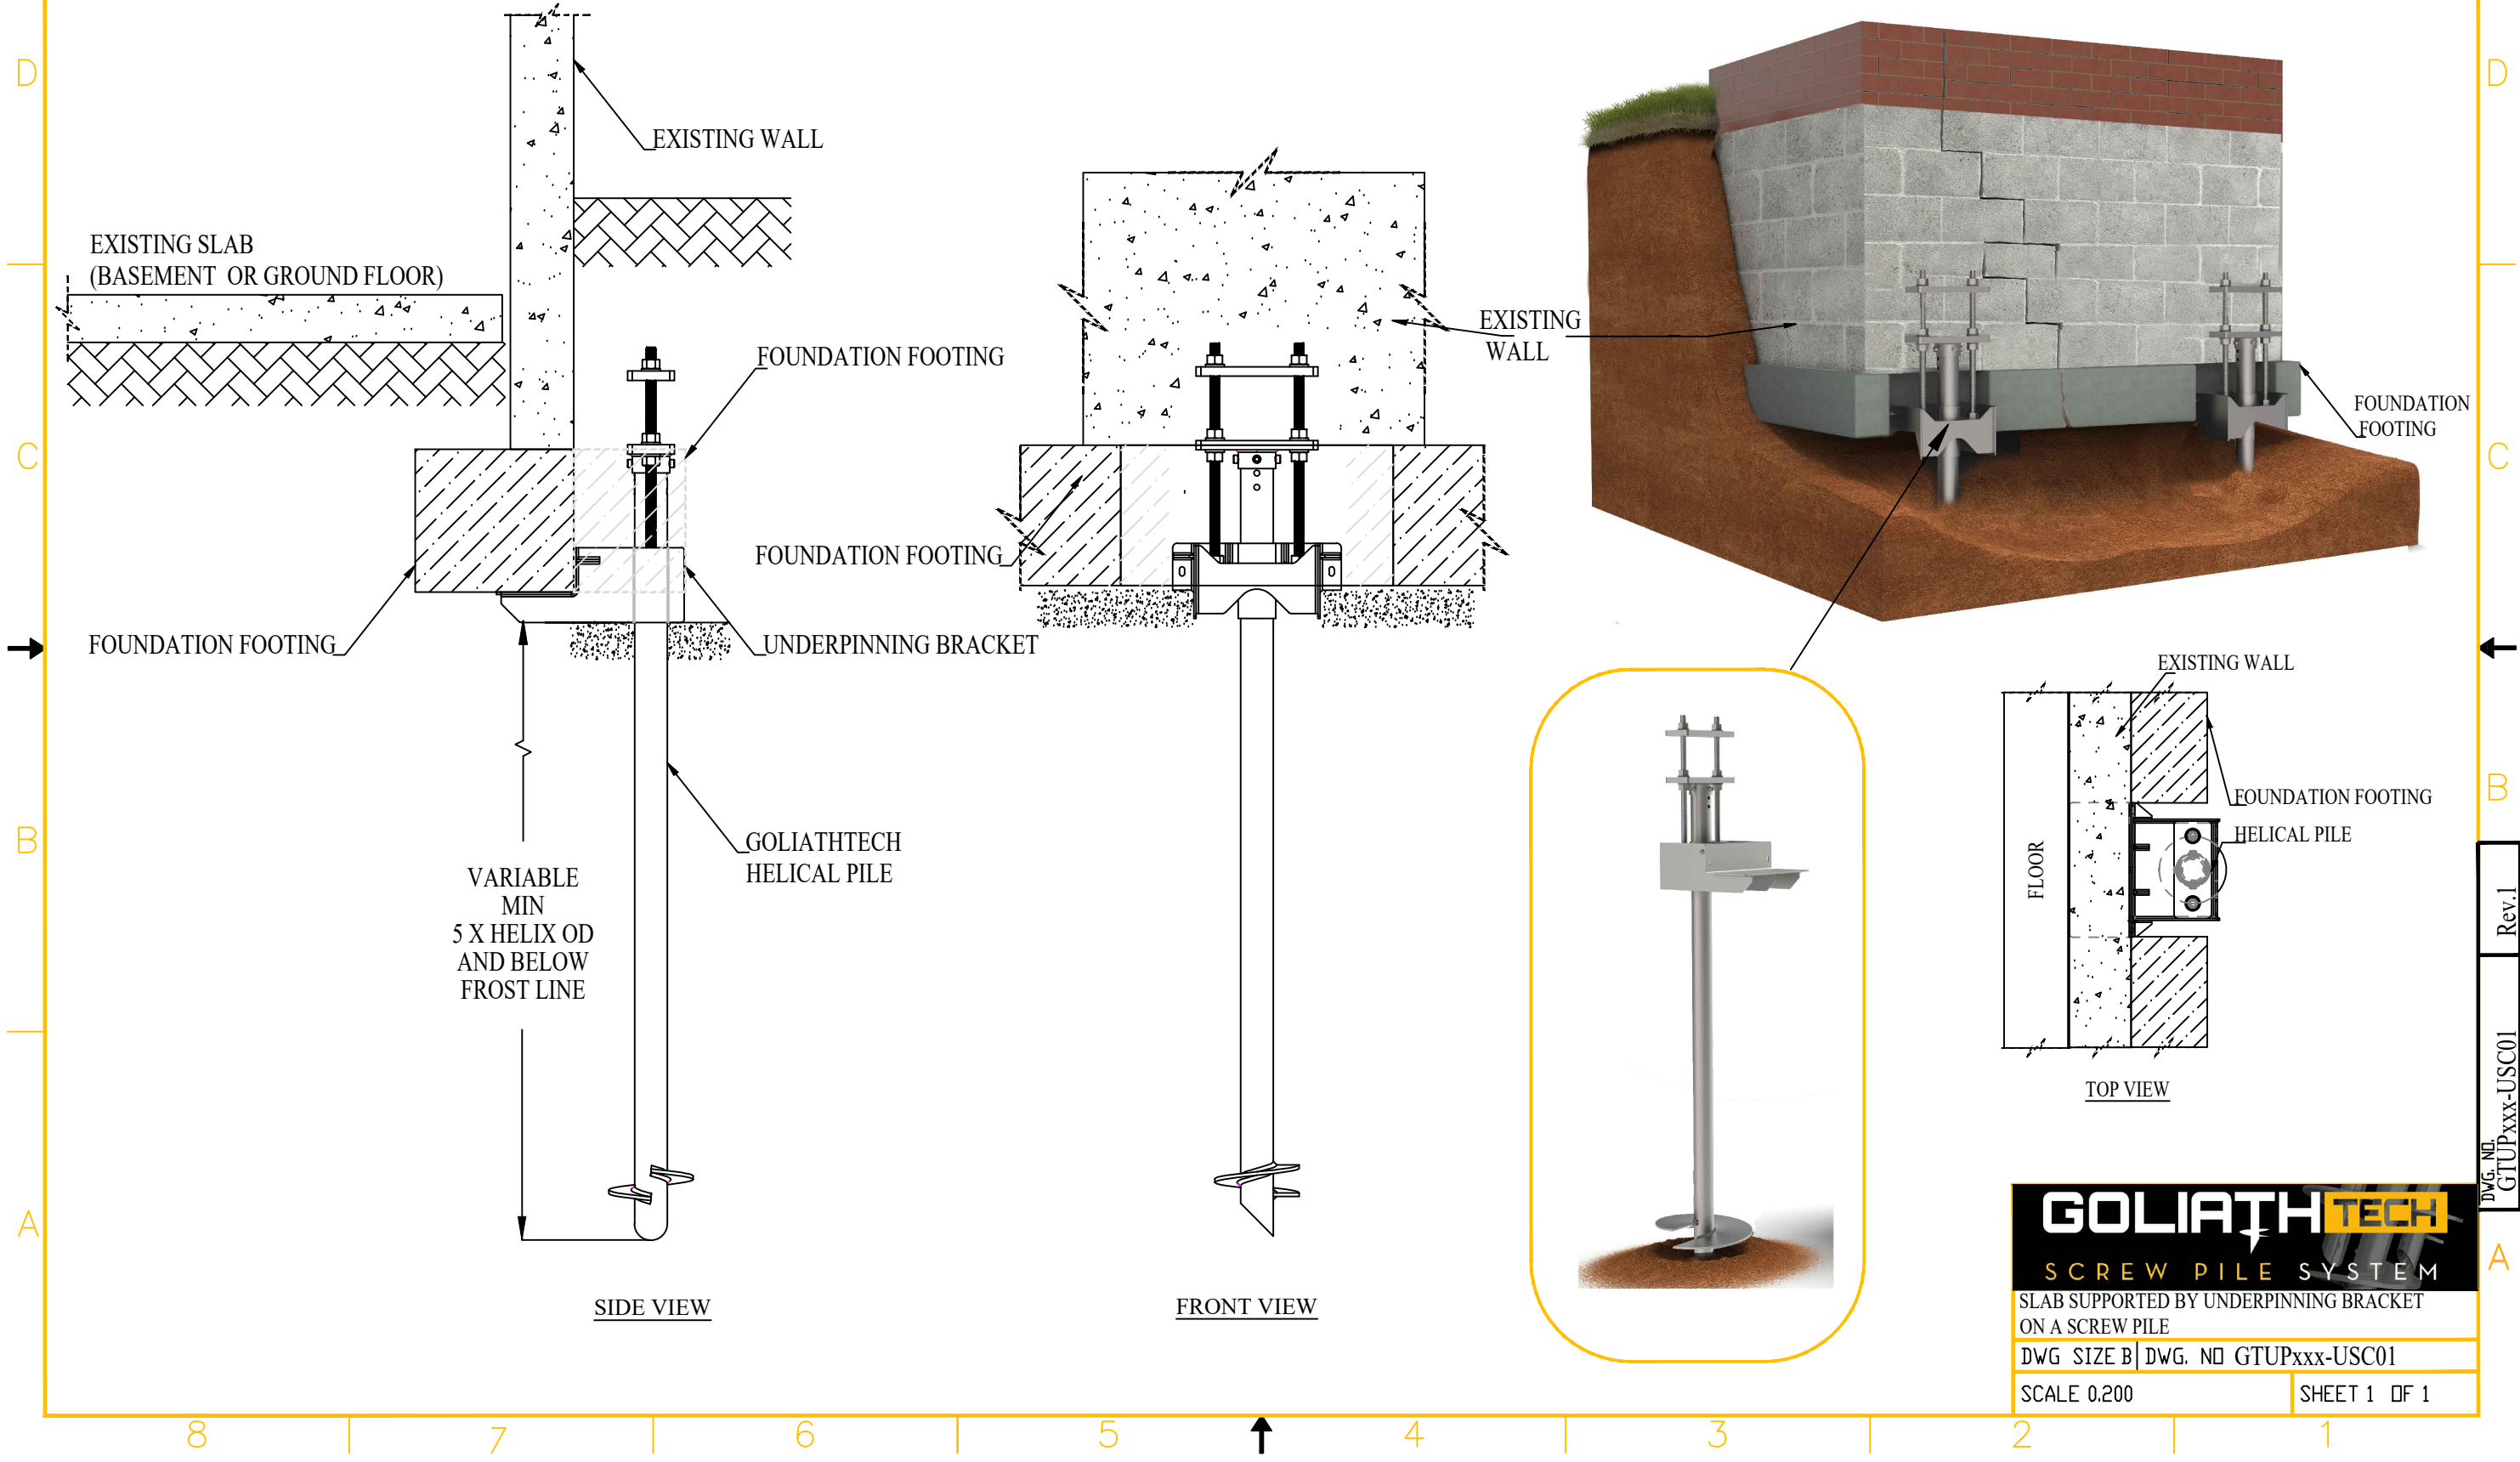 D
D
EXISTING WALL
EXISTING SLAB
(BASEMENT OR GROUND FLOOR)
EXISTING
WALL
FOUNDATION FOOTING
FOUNDATION
FOOTING
C
C
FOUNDATION FOOTING
FOUNDATION FOOTING
UNDERPINNING BRACKET
EXISTING WALL
FOUNDATION FOOTING
HELICAL PILE
FLOOR
B
B
GOLIATHTECH
HELICAL PILE
VARIABLE
MIN
5 X HELIX OD
AND BELOW
FROST LINE
Rev.1
DWG. NO.
GTUPxxx-USC01
TOP VIEW
A
A
SIDE VIEW
FRONT VIEW
GOLIATHTECH
SCREW PILE SYSTEM
SLAB SUPPORTED BY UNDERPINNING BRACKET
ON A SCREW PILE
DWG SIZE B DWG. NO GTUPxxx-USC01
SCALE 0.200
SHEET 1 OF 1
8 7 6 5 4 3 2 1